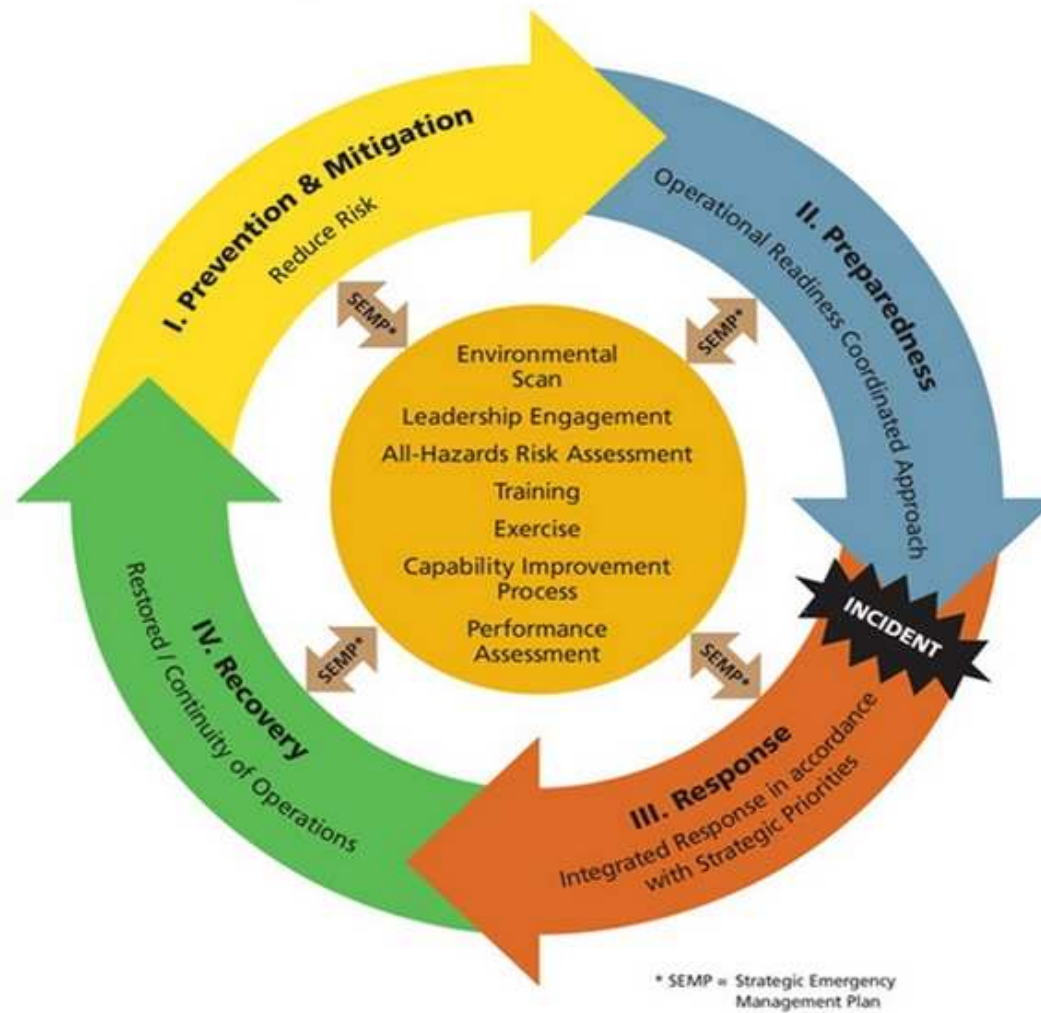 I. Prevention & Mitigation
Reduce Risk
II. Preparedness
Operational Readiness Coordinated Approach
INCIDENT
III. Response
Integrated Response in accordance
with Strategic Priorities
IV. Recovery
Restored / Continuity of Operations
SEMP*
SEMP*
SEMP*
SEMP*
Environmental
Scan
Leadership Engagement
All-Hazards Risk Assessment
Training
Exercise
Capability Improvement
Process
Performance
Assessment
* SEMP = Strategic Emergency
Management Plan